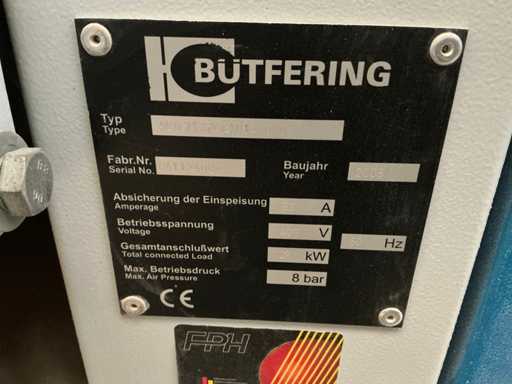 BÜTFERING
Typ
Type
Fabr.Nr.
Serial No.
Baujahr
Year
Absicherung der Einspeisung
Amperage
A
Betriebsspannung
Voltage
V
Hz
Gesamtanschlußwert
Total connected Load
kW
Max. Betriebsdruck
Max. Air Pressure
8 bar
CE
FPH